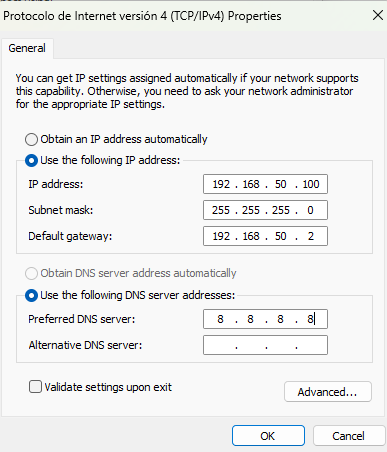 Protocolo de Internet versión 4 (TCP/IPv4) Properties
General
You can get IP settings assigned automatically if your network supports
this capability. Otherwise, you need to ask your network administrator
for the appropriate IP settings.
Obtain an IP address automatically
Use the following IP address:
IP address: 192 . 168 . 50 . 100
Subnet mask: 255 . 255 . 255 . 0
Default gateway: 192 . 168 . 50 . 2
Obtain DNS server address automatically
Use the following DNS server addresses:
Preferred DNS server: 8 . 8 . 8 . 8
Alternative DNS server: . . .
Validate settings upon exit
Advanced...
OK Cancel